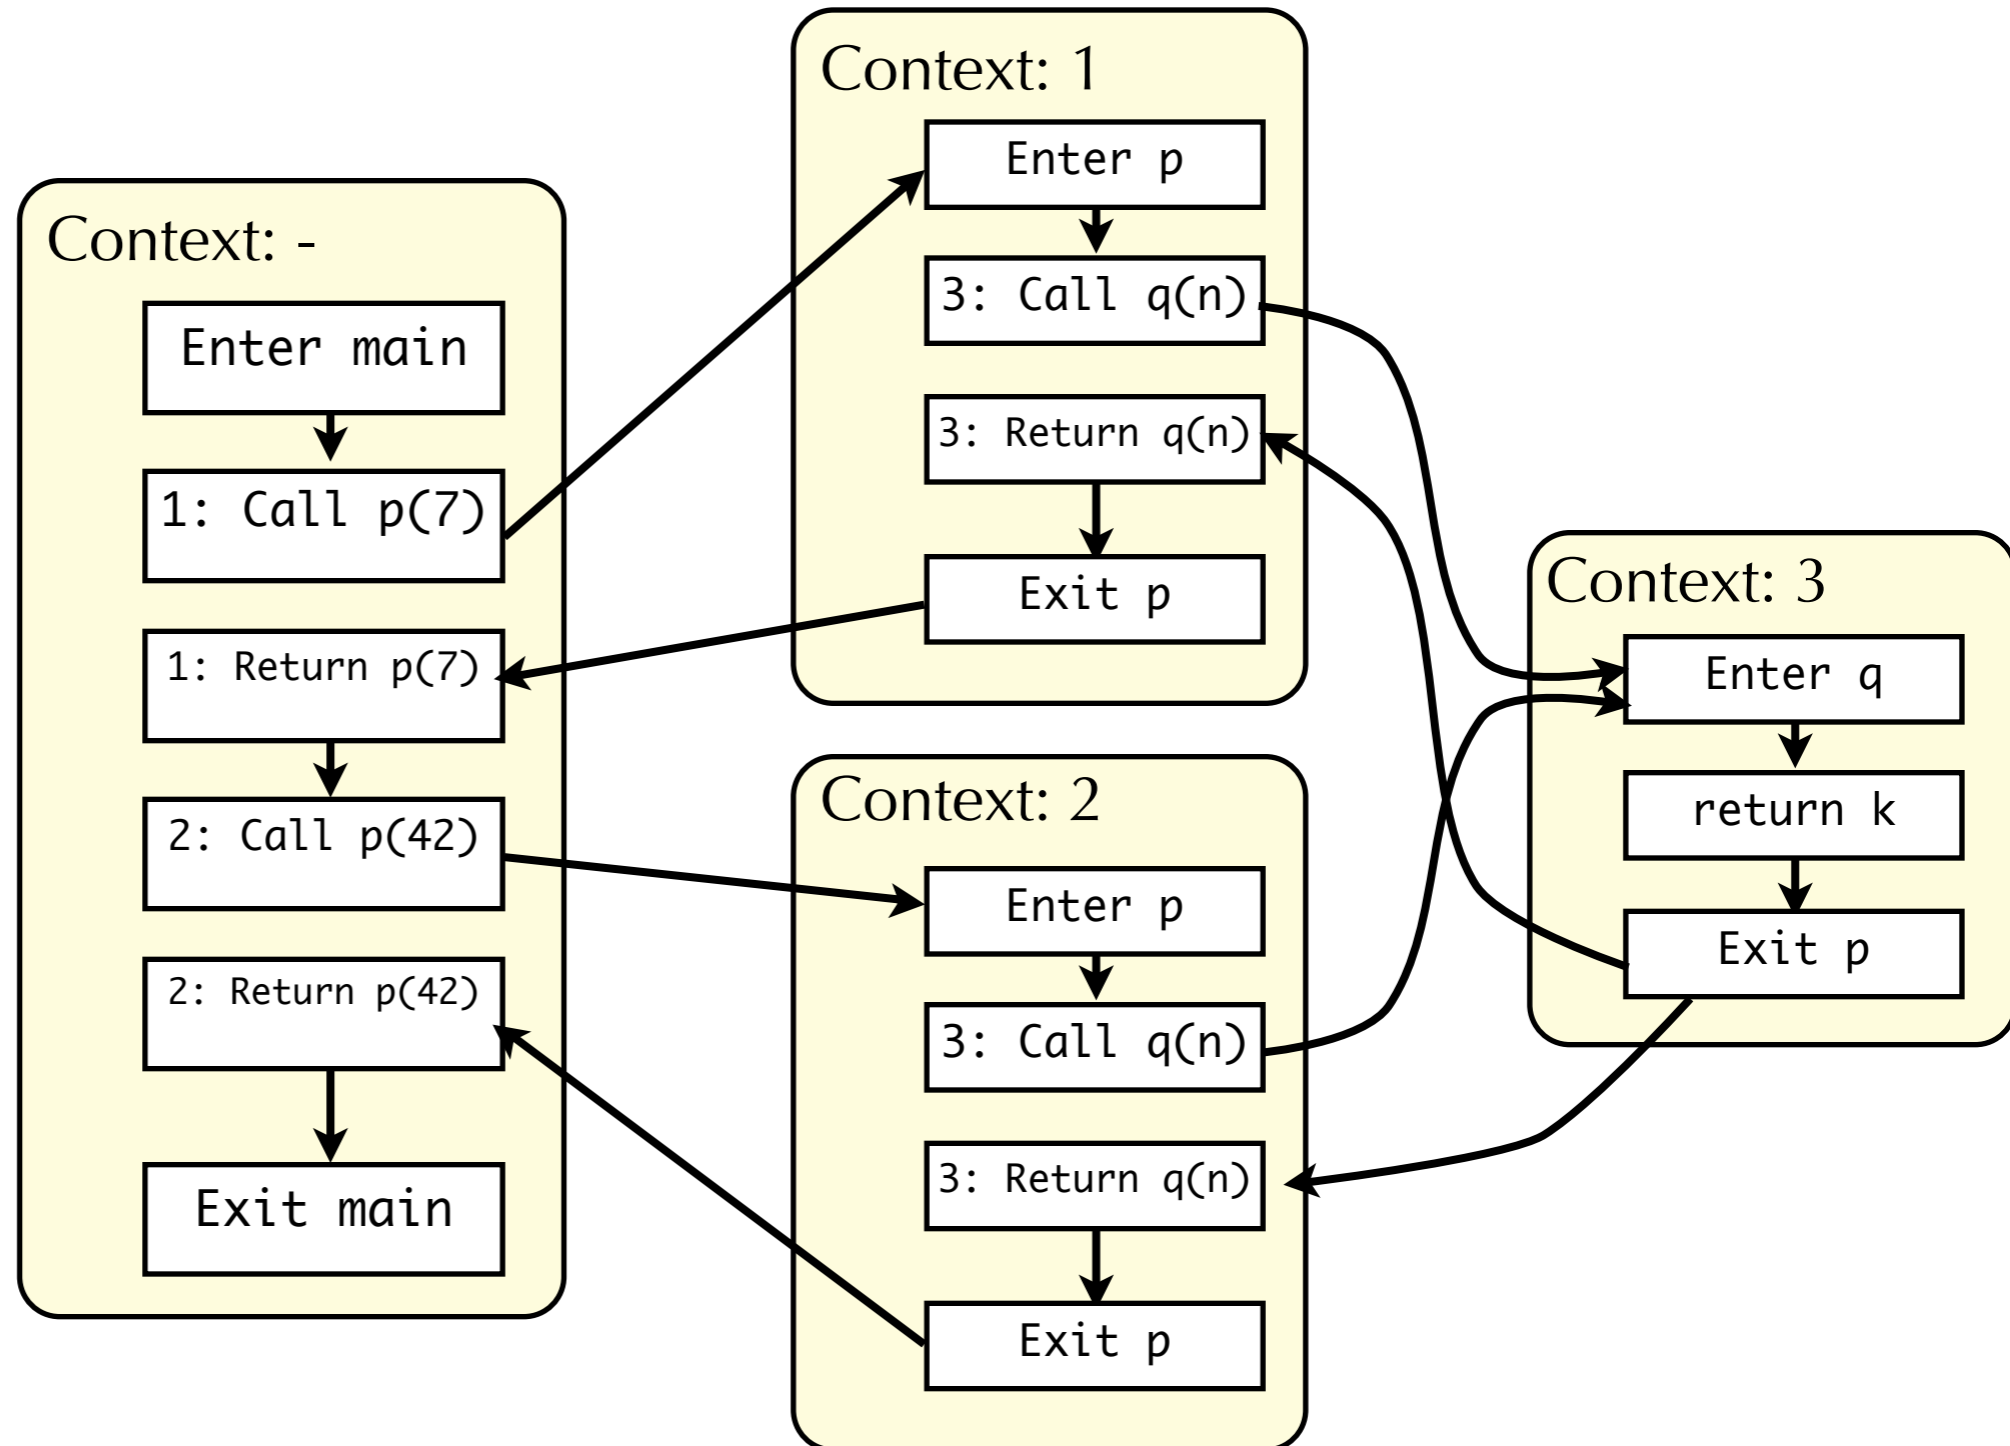 Context: -
Enter main
1: Call p(7)
1: Return p(7)
2: Call p(42)
2: Return p(42)
Exit main
Context: 1
Enter p
3: Call q(n)
3: Return q(n)
Exit p
Context: 2
Enter p
3: Call q(n)
3: Return q(n)
Exit p
Context: 3
Enter q
return k
Exit p